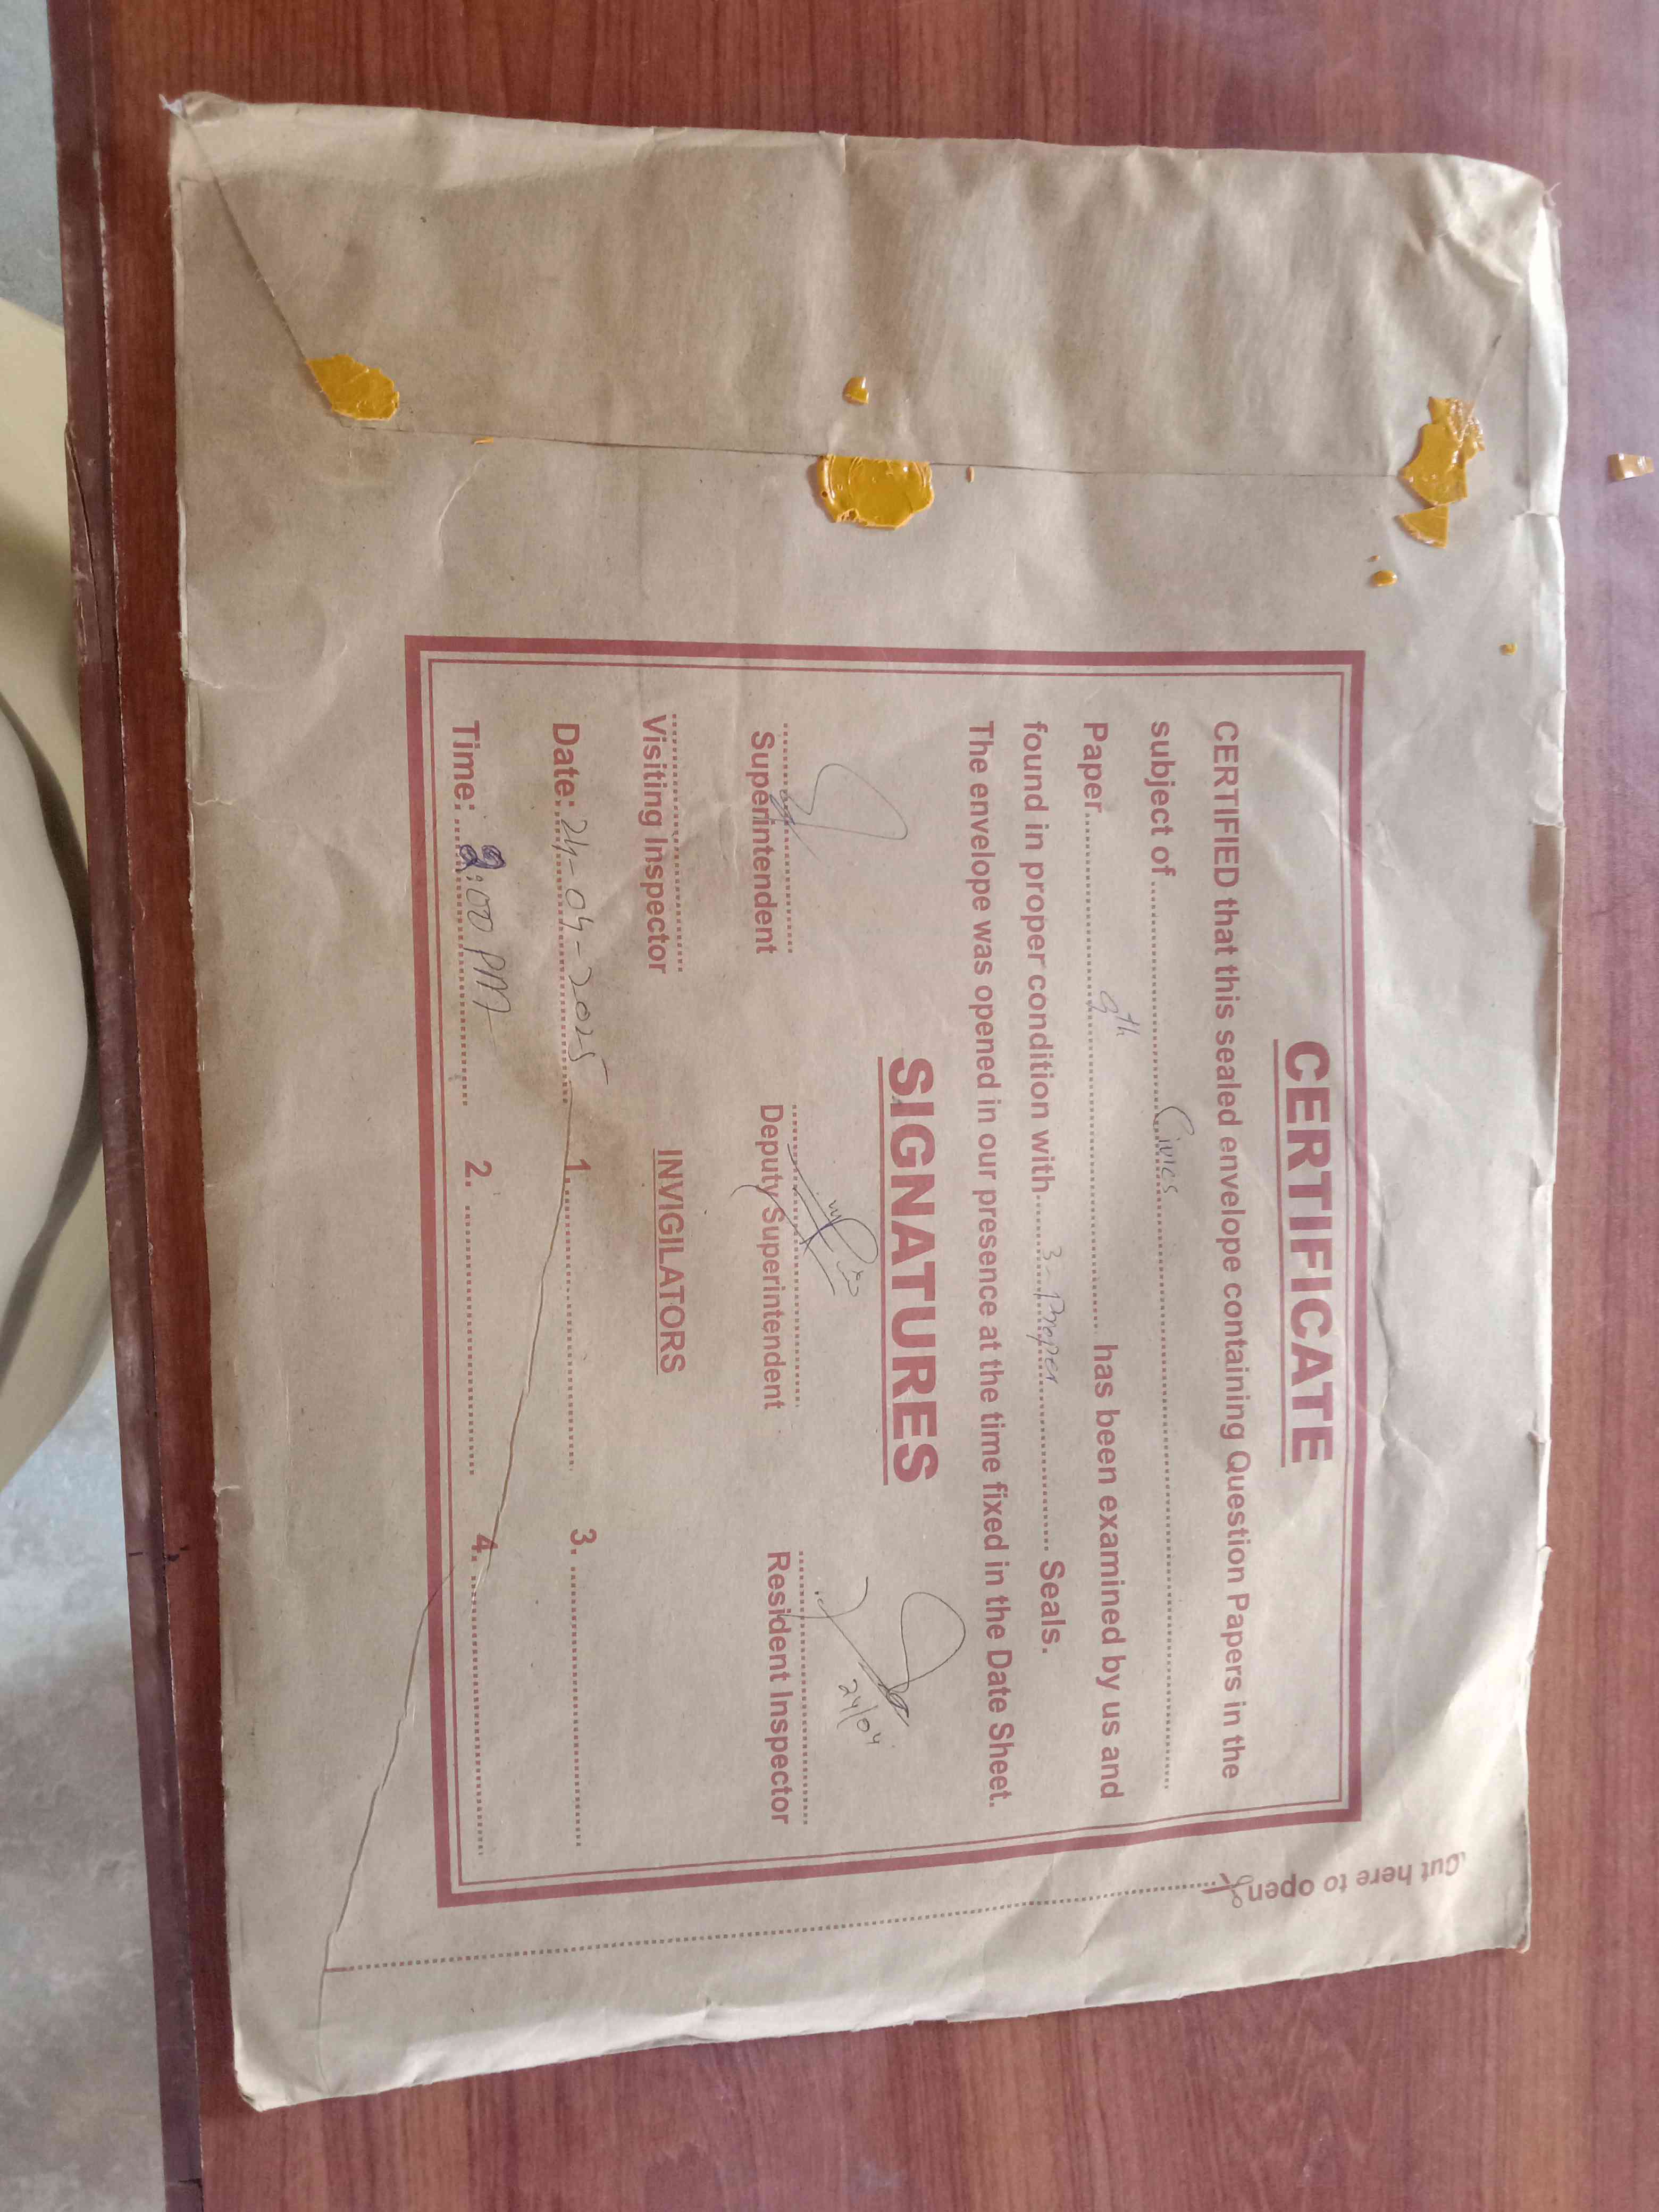 CERTIFICATE
CERTIFIED that this sealed envelope containing Question Papers in the
subject of Civics
Paper 9th has been examined by us and
found in proper condition with 3-Proper Seals.
The envelope was opened in our presence at the time fixed in the Date Sheet.
SIGNATURES
24/04
Superintendent Deputy Superintendent Resident Inspector
Visiting Inspector INVIGILATORS
Date: 24-04-2025 1. 3.
Time: 2:00 PM 2. 4.
Cut here to open